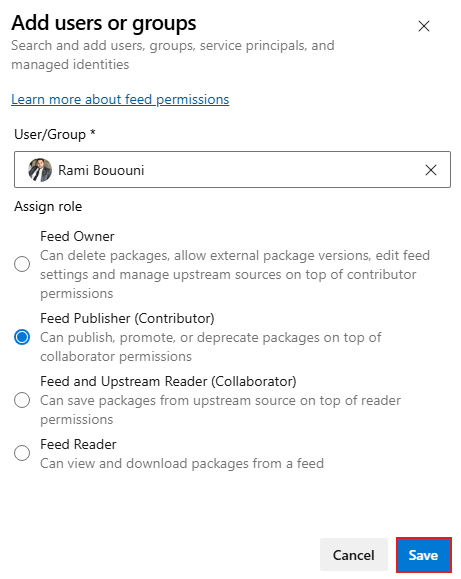 Add users or groups
Search and add users, groups, service principals, and
managed identities
Learn more about feed permissions
User/Group *
Rami Bououni
Assign role
Feed Owner
Can delete packages, allow external package versions, edit feed
settings and manage upstream sources on top of contributor
permissions
Feed Publisher (Contributor)
Can publish, promote, or deprecate packages on top of
collaborator permissions
Feed and Upstream Reader (Collaborator)
Can save packages from upstream source on top of reader
permissions
Feed Reader
Can view and download packages from a feed
Cancel
Save